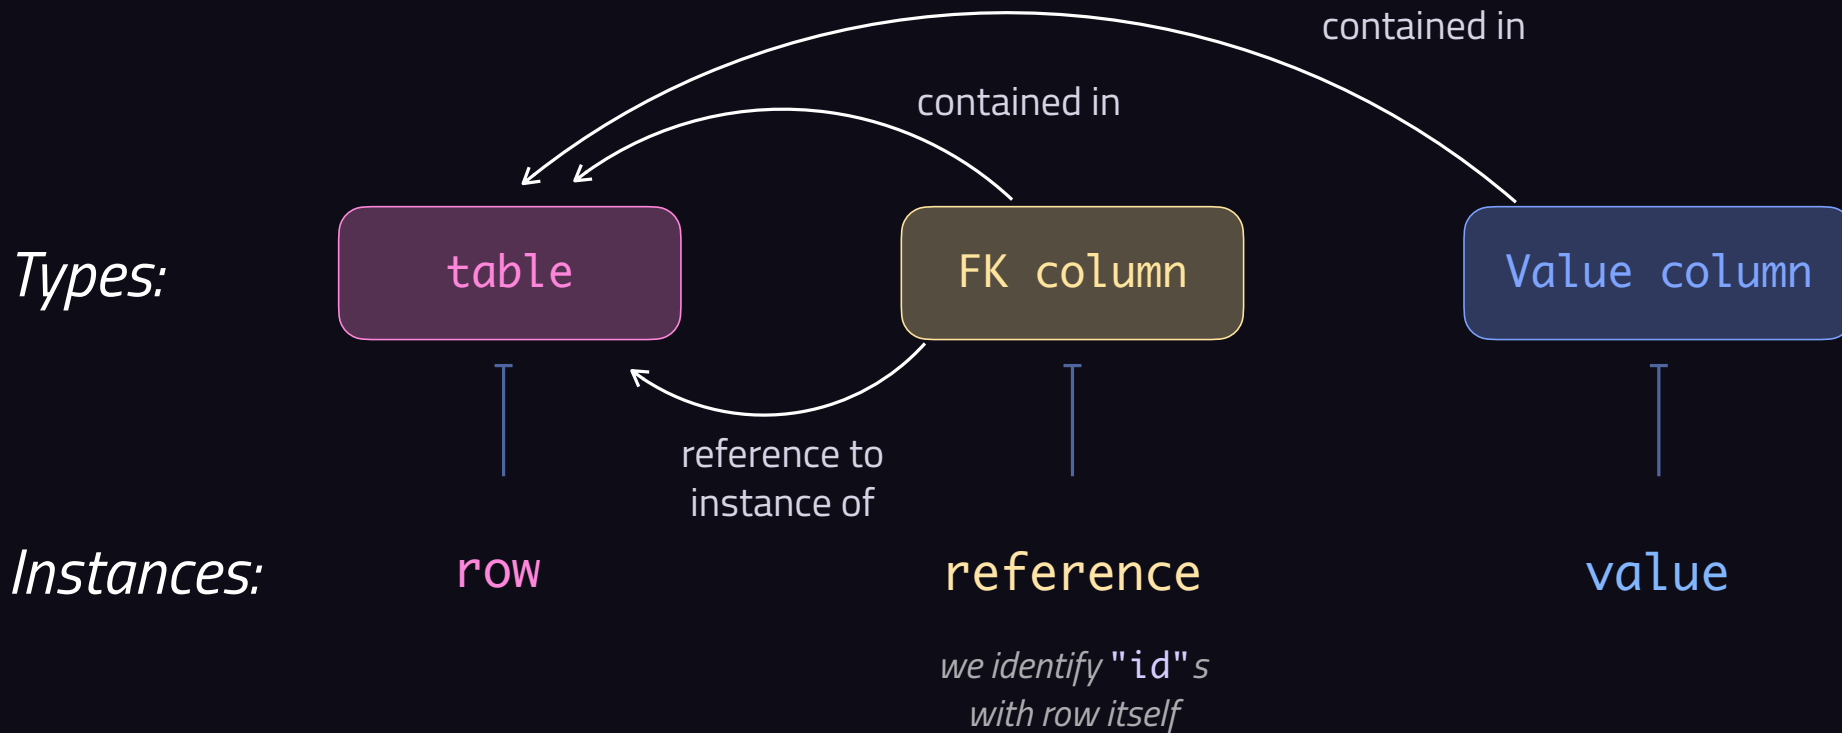 contained in
contained in
Types:
table
FK column
Value column
reference to
instance of
Instances:
row
reference
value
we identify "id"s
with row itself